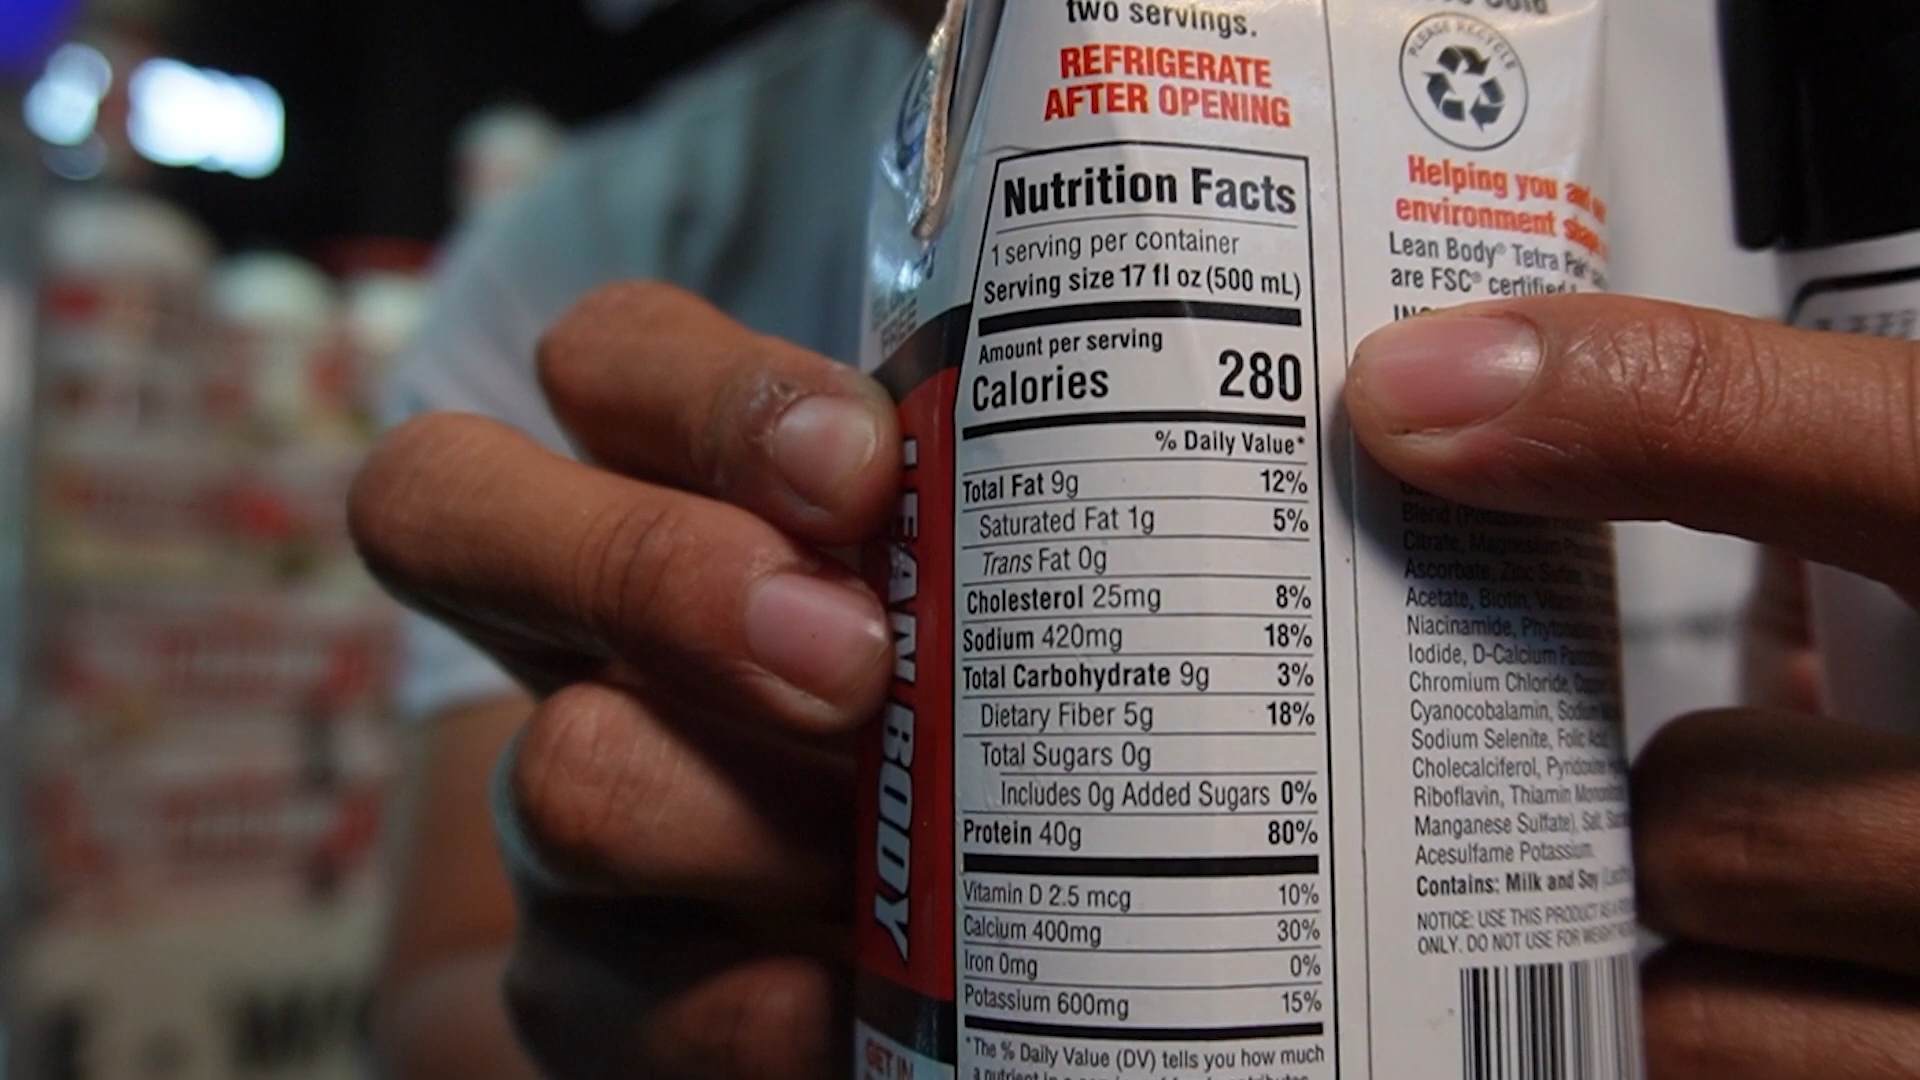 two servings.
REFRIGERATE
AFTER OPENING
Nutrition Facts
1 serving per container
Serving size 17 fl oz (500 mL)
Amount per serving
Calories 280
% Daily Value*
Total Fat 9g 12%
Saturated Fat 1g 5%
Trans Fat 0g
Cholesterol 25mg 8%
Sodium 420mg 18%
Total Carbohydrate 9g 3%
Dietary Fiber 5g 18%
Total Sugars 0g
Includes 0g Added Sugars 0%
Protein 40g 80%
Vitamin D 2.5 mcg 10%
Calcium 400mg 30%
Iron 0mg 0%
Potassium 600mg 15%
*The % Daily Value (DV) tells you how much
LEAN BODY
GET IN
PLEASE RECYCLE
Helping you
environment
Lean Body® Tetra
are FSC® certified
Blend
Citrate, Magnesium
Ascorbate, Zinc
Acetate, Biotin,
Niacinamide,
Iodide, D-Calcium
Chromium Chloride,
Cyanocobalamin,
Sodium Selenite, Folic
Cholecalciferol,
Riboflavin, Thiamin
Manganese Sulfate), Salt,
Acesulfame Potassium.
Contains: Milk and Soy
NOTICE: USE THIS PRODUCT AS A
ONLY. DO NOT USE FOR WEIGHT